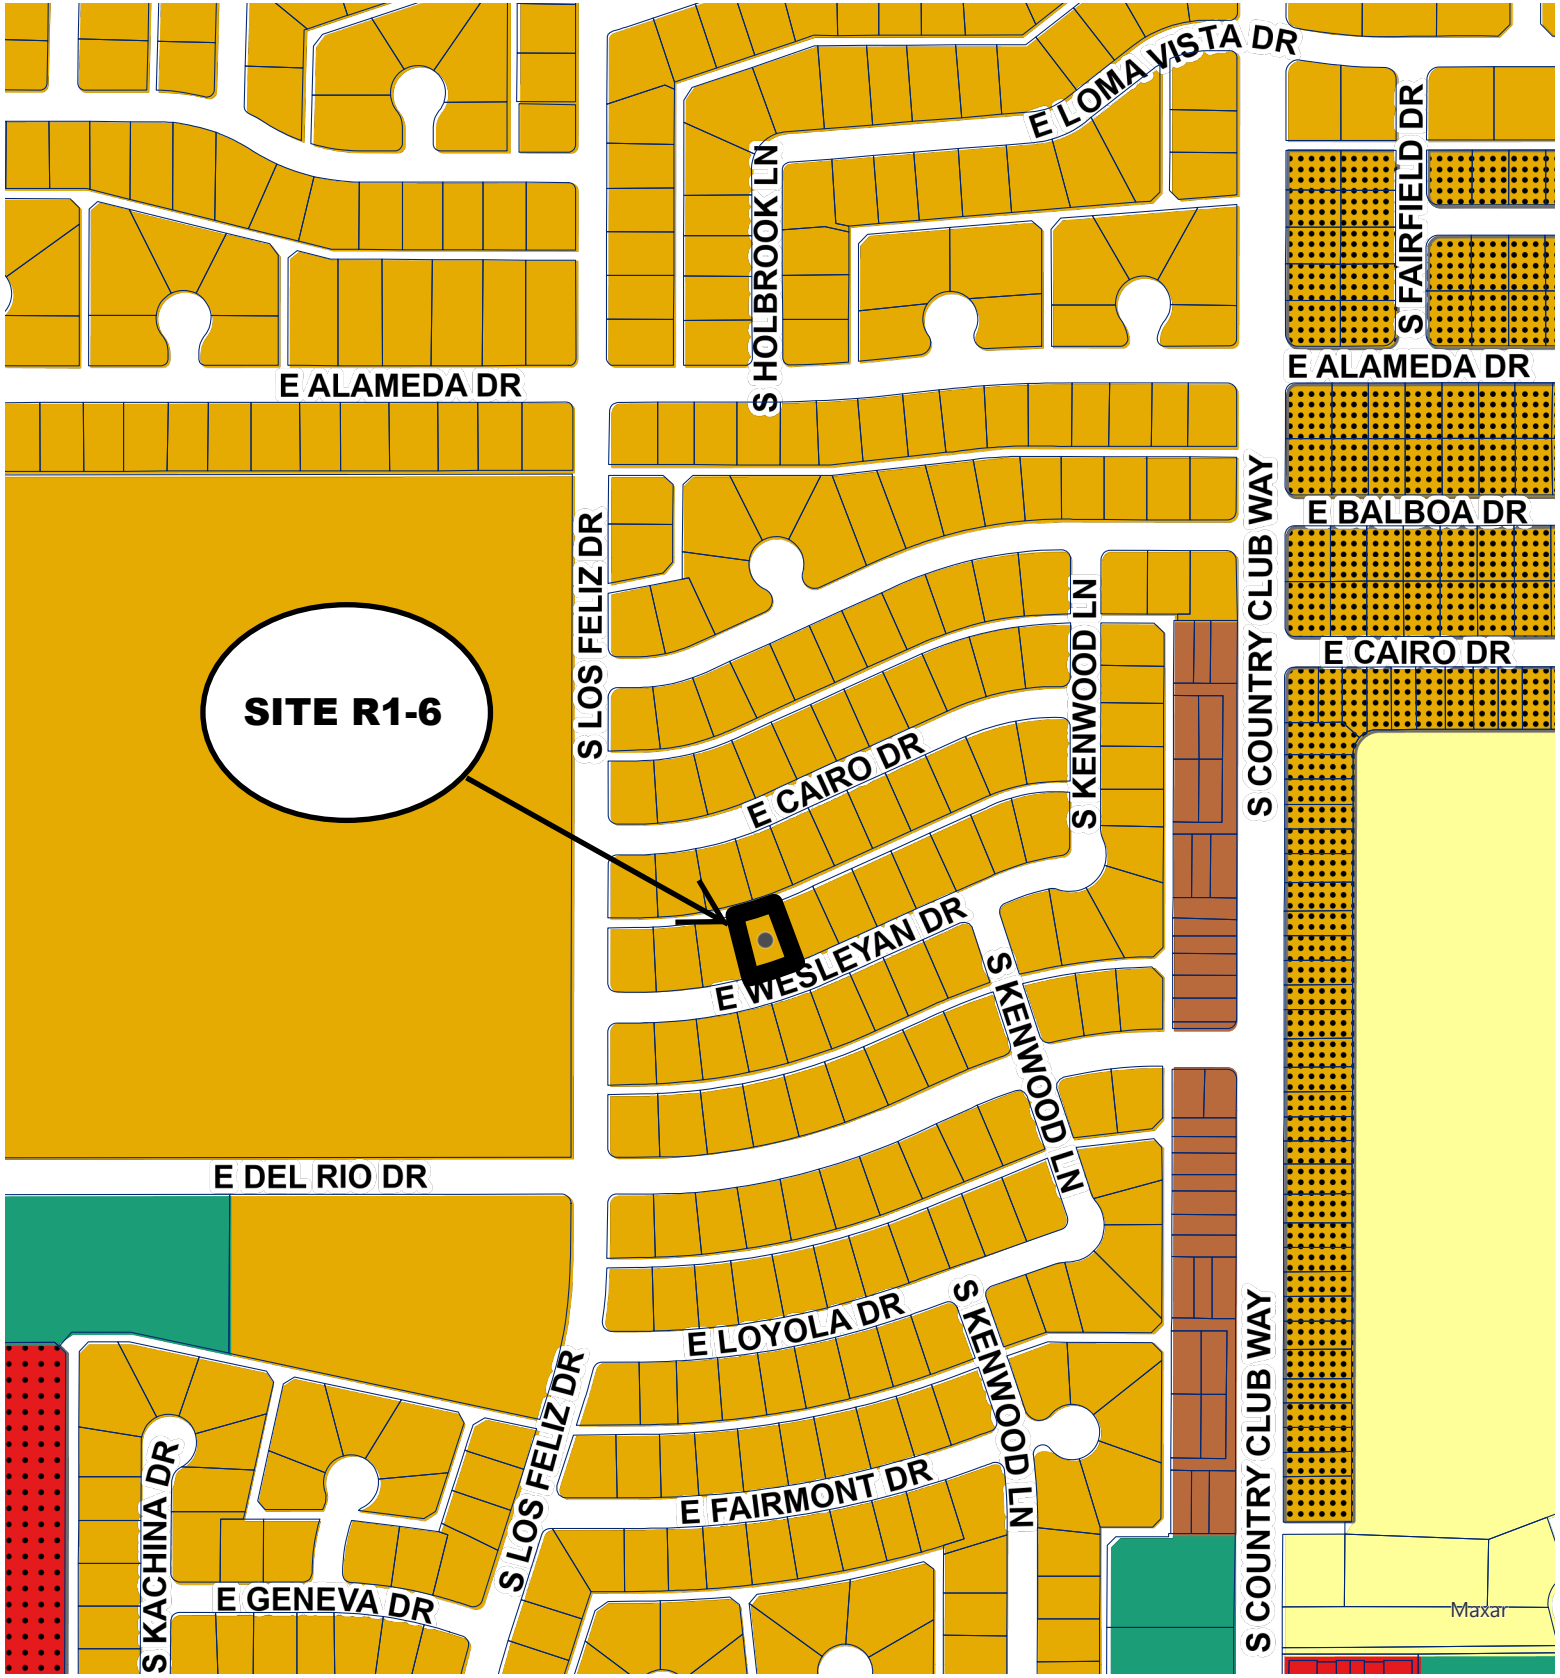 E LOMA VISTA DR
S FAIRFIELD DR
S HOLBROOK LN
E ALAMEDA DR
E ALAMEDA DR
S COUNTRY CLUB WAY
E BALBOA DR
S LOS FELIZ DR
S KENWOOD LN
E CAIRO DR
SITE R1-6
E CAIRO DR
E WESLEYAN DR
S KENWOOD LN
E DEL RIO DR
E LOYOLA DR
S KENWOOD LN
S COUNTRY CLUB WAY
S LOS FELIZ DR
S KACHINA DR
E FAIRMONT DR
E GENEVA DR
Maxar